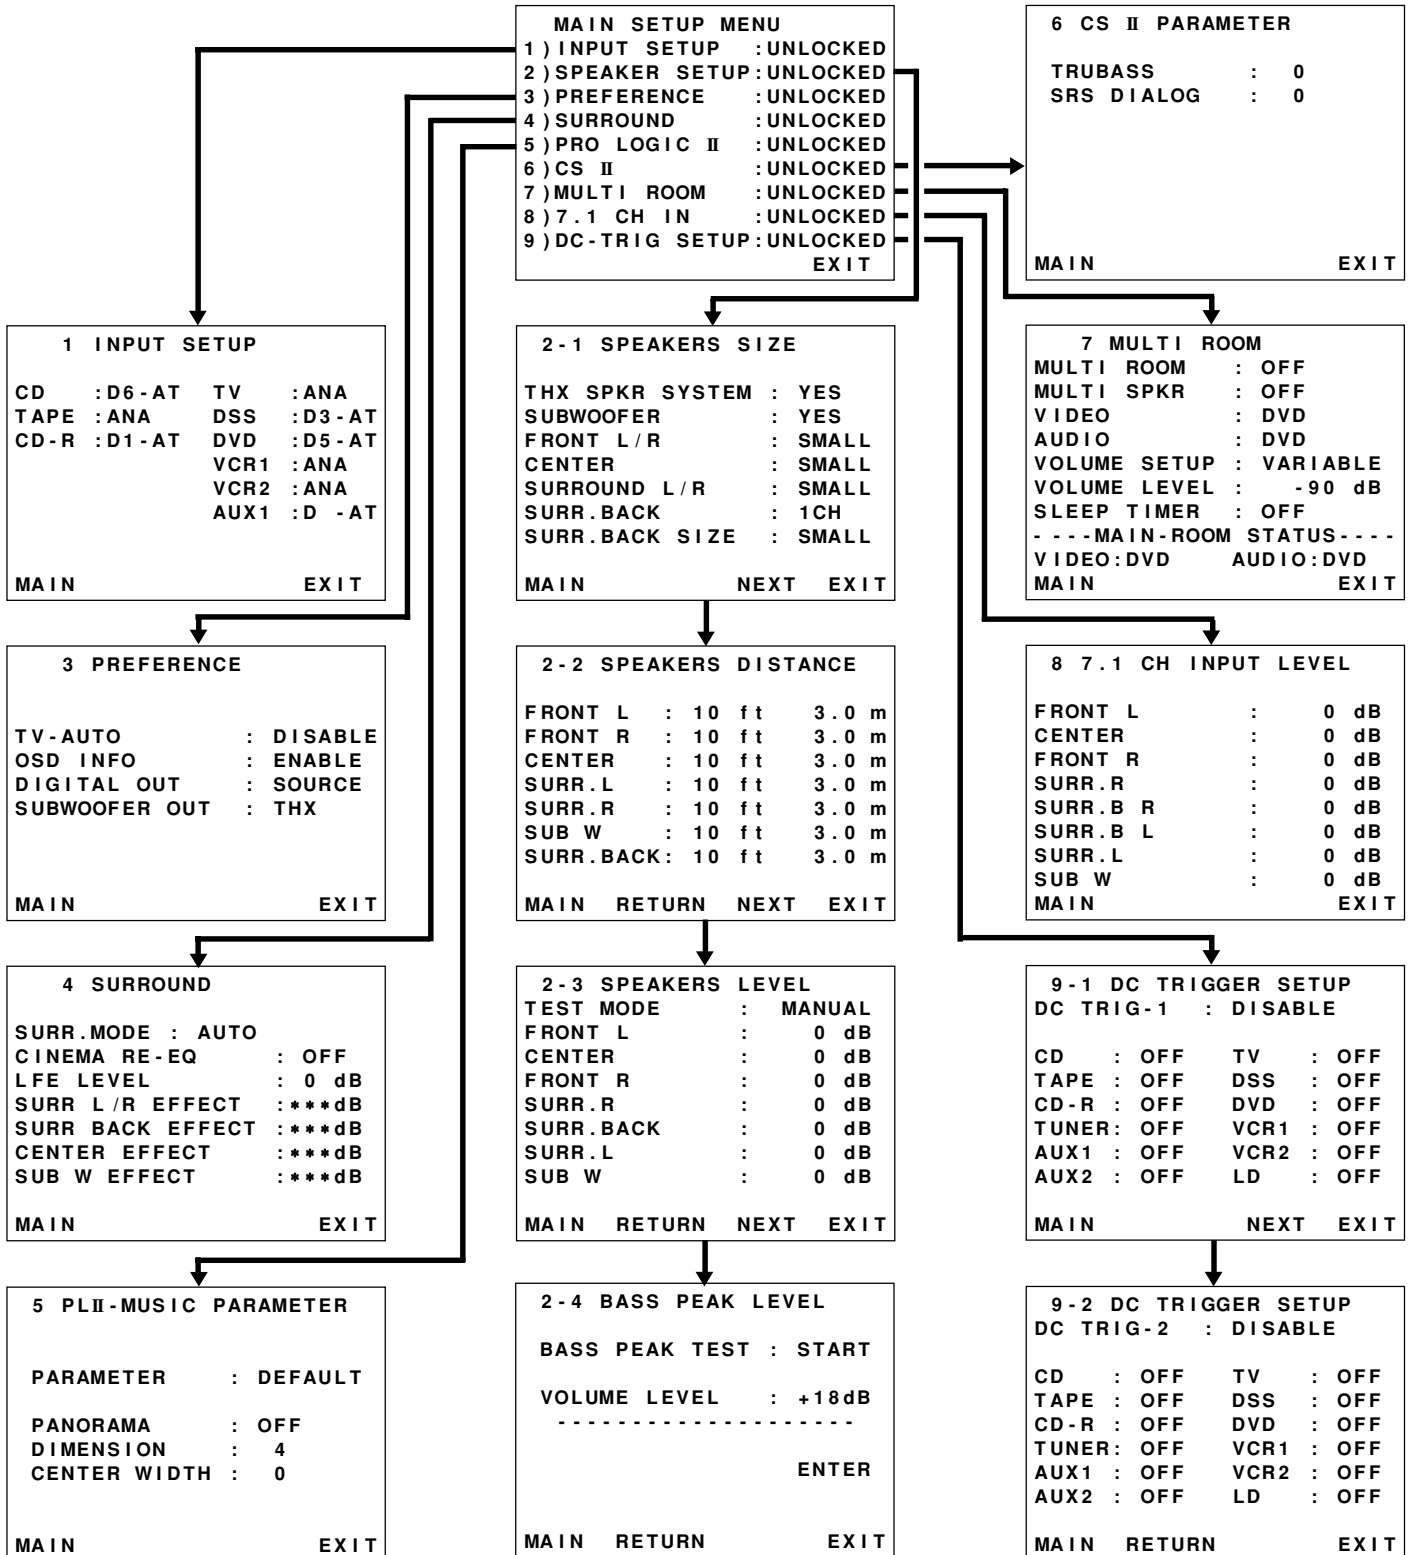 MAIN SETUP MENU
1)INPUT SETUP :UNLOCKED
2)SPEAKER SETUP:UNLOCKED
3)PREFERENCE :UNLOCKED
4)SURROUND :UNLOCKED
5)PRO LOGIC II :UNLOCKED
6)CS II :UNLOCKED
7)MULTI ROOM :UNLOCKED
8)7.1 CH IN :UNLOCKED
9)DC-TRIG SETUP:UNLOCKED
EXIT
6 CS II PARAMETER
TRUBASS : 0
SRS DIALOG : 0
MAIN EXIT
1 INPUT SETUP
CD :D6-AT TV :ANA
TAPE :ANA DSS :D3-AT
CD-R :D1-AT DVD :D5-AT
VCR1 :ANA
VCR2 :ANA
AUX1 :D -AT
MAIN EXIT
2-1 SPEAKERS SIZE
THX SPKR SYSTEM : YES
SUBWOOFER : YES
FRONT L/R : SMALL
CENTER : SMALL
SURROUND L/R : SMALL
SURR.BACK : 1CH
SURR.BACK SIZE : SMALL
MAIN NEXT EXIT
7 MULTI ROOM
MULTI ROOM : OFF
MULTI SPKR : OFF
VIDEO : DVD
AUDIO : DVD
VOLUME SETUP : VARIABLE
VOLUME LEVEL : -90 dB
SLEEP TIMER : OFF
----MAIN-ROOM STATUS----
VIDEO:DVD AUDIO:DVD
MAIN EXIT
3 PREFERENCE
TV-AUTO : DISABLE
OSD INFO : ENABLE
DIGITAL OUT : SOURCE
SUBWOOFER OUT : THX
MAIN EXIT
2-2 SPEAKERS DISTANCE
FRONT L : 10 ft 3.0 m
FRONT R : 10 ft 3.0 m
CENTER : 10 ft 3.0 m
SURR.L : 10 ft 3.0 m
SURR.R : 10 ft 3.0 m
SUB W : 10 ft 3.0 m
SURR.BACK: 10 ft 3.0 m
MAIN RETURN NEXT EXIT
8 7.1 CH INPUT LEVEL
FRONT L : 0 dB
CENTER : 0 dB
FRONT R : 0 dB
SURR.R : 0 dB
SURR.B R : 0 dB
SURR.B L : 0 dB
SURR.L : 0 dB
SUB W : 0 dB
MAIN EXIT
4 SURROUND
SURR.MODE : AUTO
CINEMA RE-EQ : OFF
LFE LEVEL : 0 dB
SURR L/R EFFECT :***dB
SURR BACK EFFECT :***dB
CENTER EFFECT :***dB
SUB W EFFECT :***dB
MAIN EXIT
2-3 SPEAKERS LEVEL
TEST MODE : MANUAL
FRONT L : 0 dB
CENTER : 0 dB
FRONT R : 0 dB
SURR.R : 0 dB
SURR.BACK : 0 dB
SURR.L : 0 dB
SUB W : 0 dB
MAIN RETURN NEXT EXIT
9-1 DC TRIGGER SETUP
DC TRIG-1 : DISABLE
CD : OFF TV : OFF
TAPE : OFF DSS : OFF
CD-R : OFF DVD : OFF
TUNER: OFF VCR1 : OFF
AUX1 : OFF VCR2 : OFF
AUX2 : OFF LD : OFF
MAIN NEXT EXIT
5 PLII-MUSIC PARAMETER
PARAMETER : DEFAULT
PANORAMA : OFF
DIMENSION : 4
CENTER WIDTH : 0
MAIN EXIT
2-4 BASS PEAK LEVEL
BASS PEAK TEST : START
VOLUME LEVEL : +18dB
--------------------
ENTER
MAIN RETURN EXIT
9-2 DC TRIGGER SETUP
DC TRIG-2 : DISABLE
CD : OFF TV : OFF
TAPE : OFF DSS : OFF
CD-R : OFF DVD : OFF
TUNER: OFF VCR1 : OFF
AUX1 : OFF VCR2 : OFF
AUX2 : OFF LD : OFF
MAIN RETURN EXIT